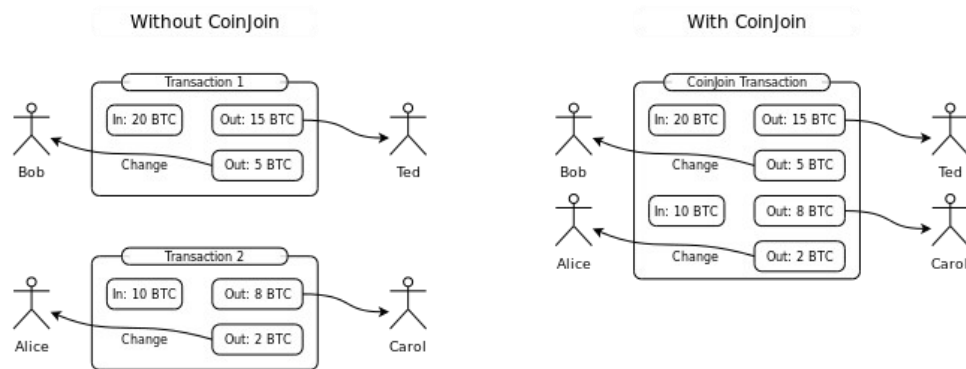 Without CoinJoin
Transaction 1
In: 20 BTC
Out: 15 BTC
Change
Out: 5 BTC
Bob
Ted
Transaction 2
In: 10 BTC
Out: 8 BTC
Change
Out: 2 BTC
Alice
Carol
With CoinJoin
CoinJoin Transaction
In: 20 BTC
Out: 15 BTC
Change
Out: 5 BTC
Bob
Ted
In: 10 BTC
Out: 8 BTC
Change
Out: 2 BTC
Alice
Carol